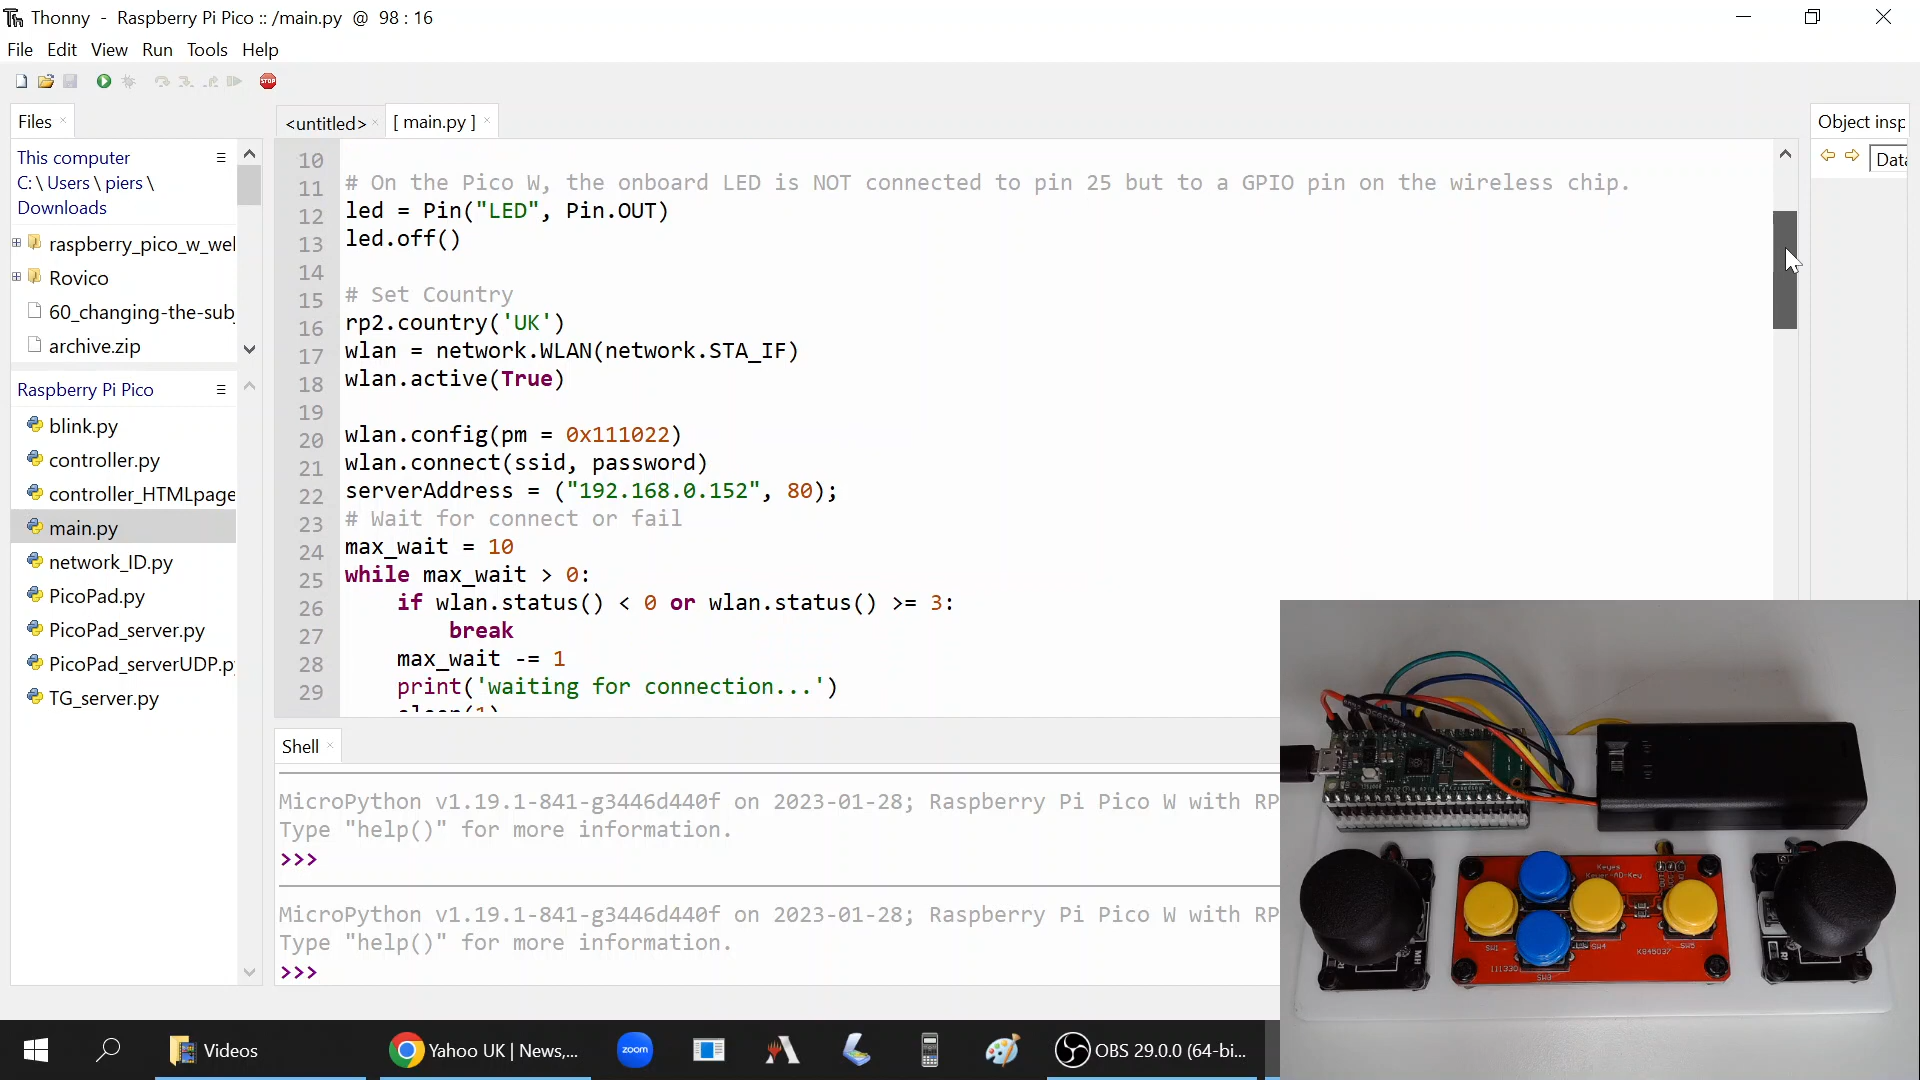 Thonny - Raspberry Pi Pico :: /main.py @ 98 : 16
File Edit View Run Tools Help
STOP
Files
<untitled>
[ main.py ]
Object insp
This computer
C: \ Users \ piers \
Downloads
Data
raspberry_pico_w_wel
Rovico
60_changing-the-sub
archive.zip
Raspberry Pi Pico
blink.py
controller.py
controller_HTMLpage
main.py
network_ID.py
PicoPad.py
PicoPad_server.py
PicoPad_serverUDP.p
TG_server.py
10
11 # On the Pico W, the onboard LED is NOT connected to pin 25 but to a GPIO pin on the wireless chip.
12 led = Pin("LED", Pin.OUT)
13 led.off()
14
15 # Set Country
16 rp2.country('UK')
17 wlan = network.WLAN(network.STA_IF)
18 wlan.active(True)
19
20 wlan.config(pm = 0x111022)
21 wlan.connect(ssid, password)
22 serverAddress = ("192.168.0.152", 80);
23 # Wait for connect or fail
24 max_wait = 10
25 while max_wait > 0:
26 if wlan.status() < 0 or wlan.status() >= 3:
27 break
28 max_wait -= 1
29 print('waiting for connection...')
sleep(1)
Shell
MicroPython v1.19.1-841-g3446d440f on 2023-01-28; Raspberry Pi Pico W with RP
Type "help()" for more information.
>>>
MicroPython v1.19.1-841-g3446d440f on 2023-01-28; Raspberry Pi Pico W with RP
Type "help()" for more information.
>>>
Keyes
SW1
SW4
SW5
K845037
SW3
Videos
Yahoo UK | News,...
zoom
OBS 29.0.0 (64-bi...